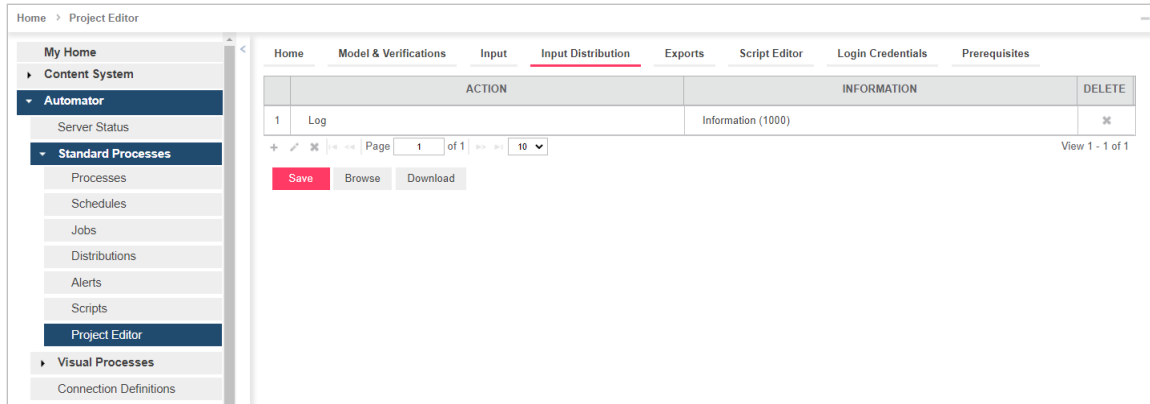 Home > Project Editor
My Home
Content System
Automator
Server Status
Standard Processes
Processes
Schedules
Jobs
Distributions
Alerts
Scripts
Project Editor
Visual Processes
Connection Definitions
Home Model & Verifications Input Input Distribution Exports Script Editor Login Credentials Prerequisites
ACTION INFORMATION DELETE
1 Log Information (1000)
Page 1 of 1 10 View 1 - 1 of 1
Save Browse Download